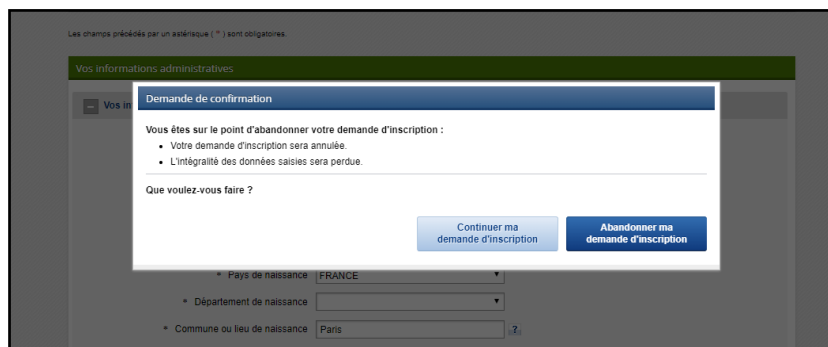 Les champs précédés par un astérisque ( * ) sont obligatoires.
Vos informations administratives
Vos in
Demande de confirmation
Vous êtes sur le point d'abandonner votre demande d'inscription :
• Votre demande d'inscription sera annulée.
• L'intégralité des données saisies sera perdue.
Que voulez-vous faire ?
Continuer ma
demande d'inscription
Abandonner ma
demande d'inscription
* Pays de naissance FRANCE
* Département de naissance
* Commune ou lieu de naissance Paris ?